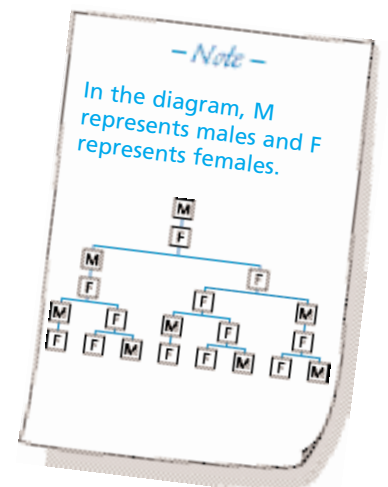 – Note –
In the diagram, M
represents males and F
represents females.
M
F
M F
F F M
M F M F F
F F M F F M F M